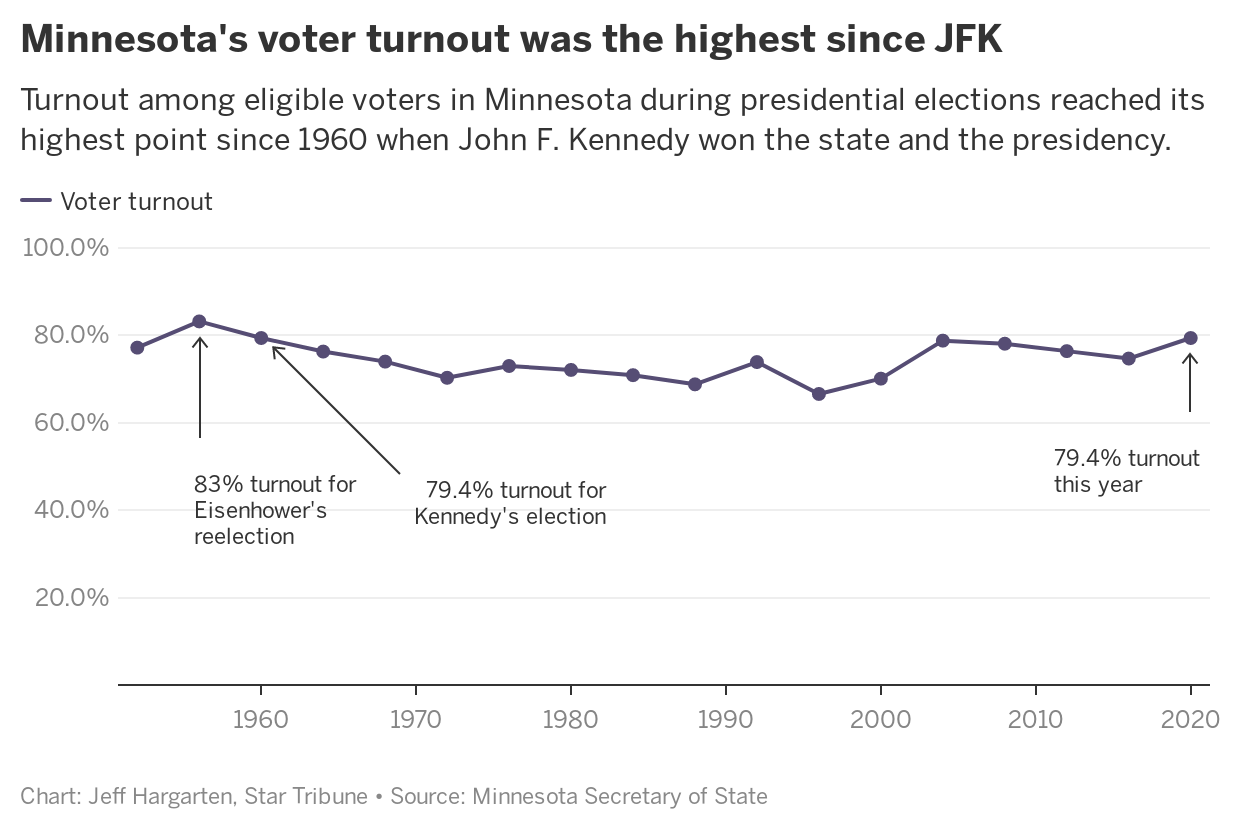 Minnesota's voter turnout was the highest since JFK
Turnout among eligible voters in Minnesota during presidential elections reached its
highest point since 1960 when John F. Kennedy won the state and the presidency.
Voter turnout
100.0%
80.0%
60.0%
40.0%
20.0%
83% turnout for
Eisenhower's
reelection
79.4% turnout for
Kennedy's election
79.4% turnout
this year
1960
1970
1980
1990
2000
2010
2020
Chart: Jeff Hargarten, Star Tribune • Source: Minnesota Secretary of State